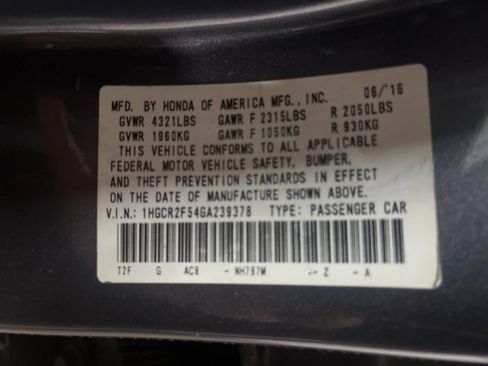 MFD. BY HONDA OF AMERICA MFG., INC. 06/16
GVWR 4321LBS GAWR F 2315LBS R 2050LBS
GVWR 1960KG GAWR F 1050KG R 930KG
THIS VEHICLE CONFORMS TO ALL APPLICABLE
FEDERAL MOTOR VEHICLE SAFETY, BUMPER,
AND THEFT PREVENTION STANDARDS IN EFFECT
ON THE DATE OF MANUFACTURE SHOWN ABOVE.
V.I.N.: 1HGCR2F54GA239378 TYPE: PASSENGER CAR
T2F G AC9 - NH797M - Z - A